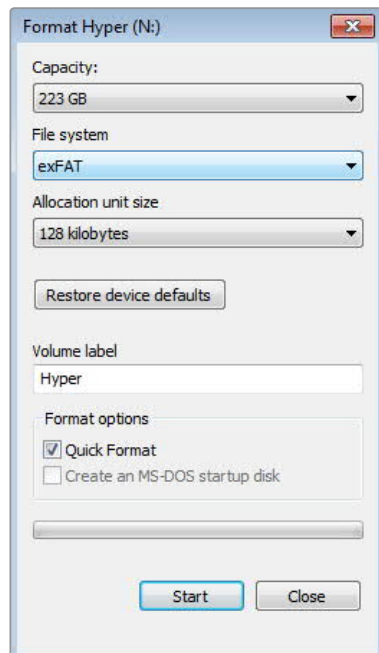 Format Hyper (N:)
Capacity:
223 GB
File system
exFAT
Allocation unit size
128 kilobytes
Restore device defaults
Volume label
Hyper
Format options
Quick Format
Create an MS-DOS startup disk
Start Close